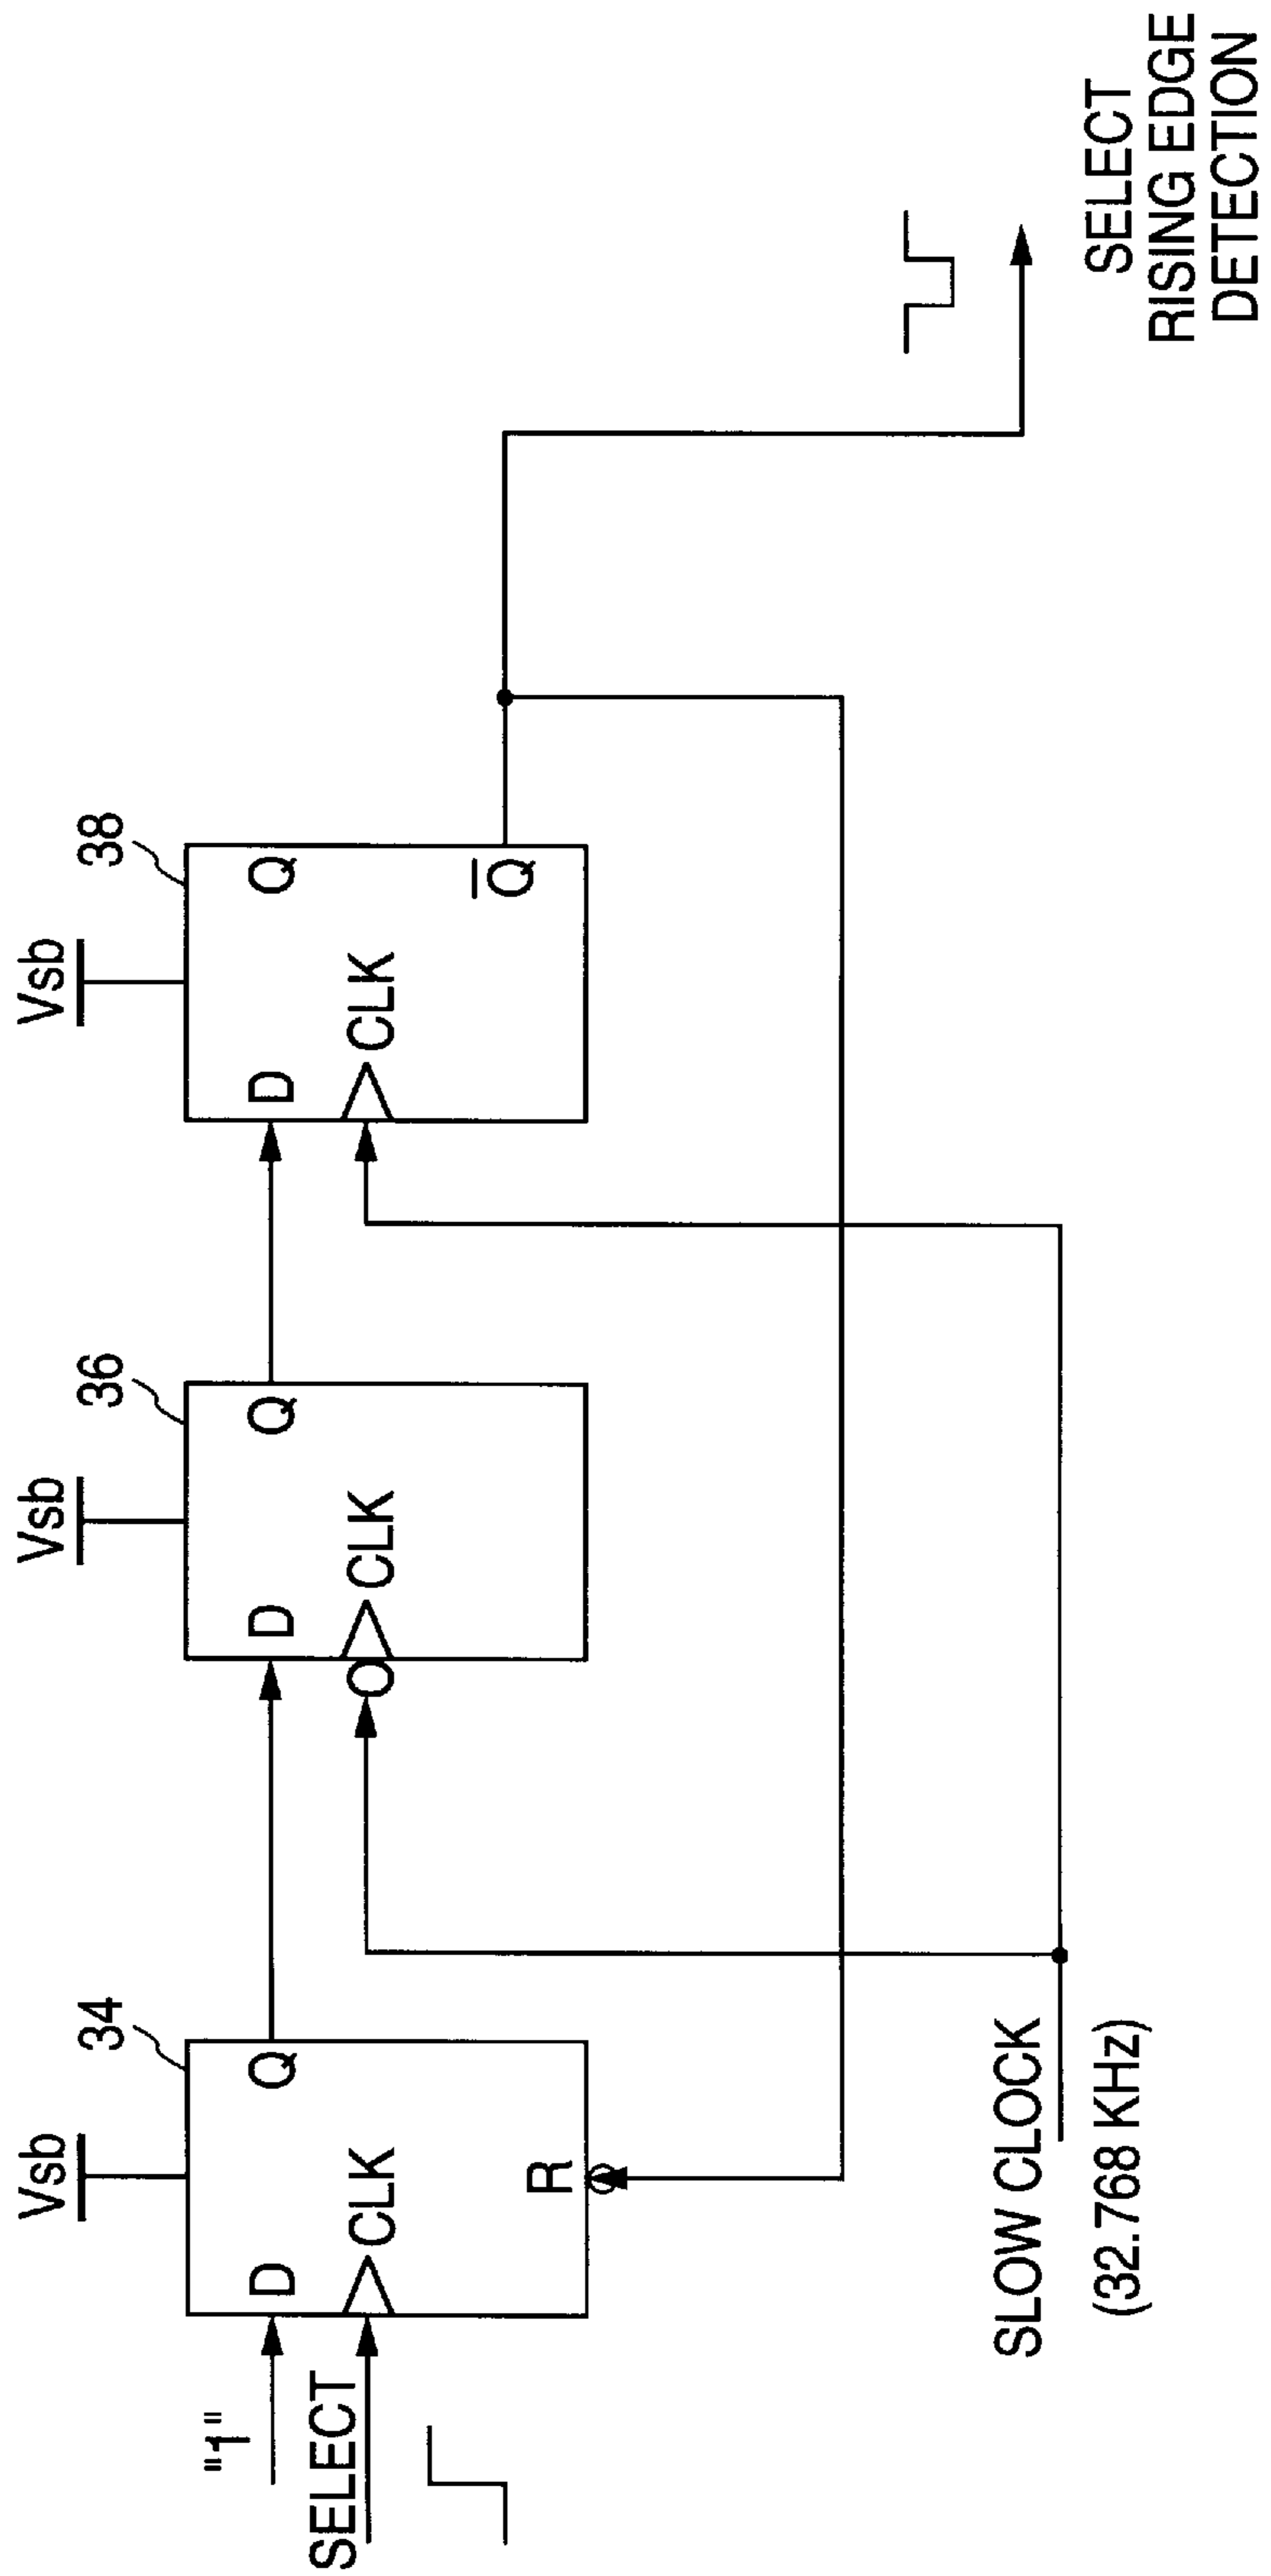 Vsb
Vsb
Vsb
34
36
38
"1"
D
Q
D
Q
D
Q
SELECT
CLK
CLK
CLK
R
Q
SLOW CLOCK
(32.768 KHz)
SELECT
RISING EDGE
DETECTION